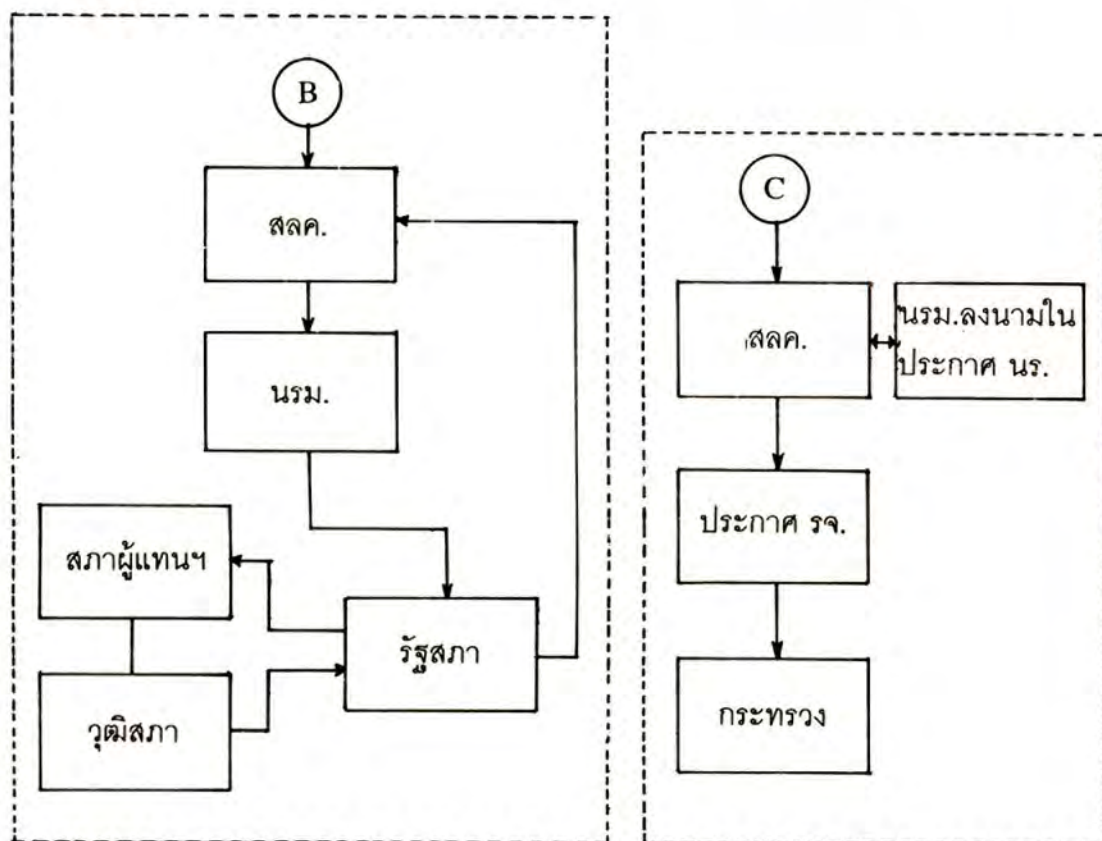 B
สลค.
นรม.
สภาผู้แทนฯ
รัฐสภา
วุฒิสภา
C
สลค.
นรม.ลงนามใน
ประกาศ นร.
ประกาศ รจ.
กระทรวง